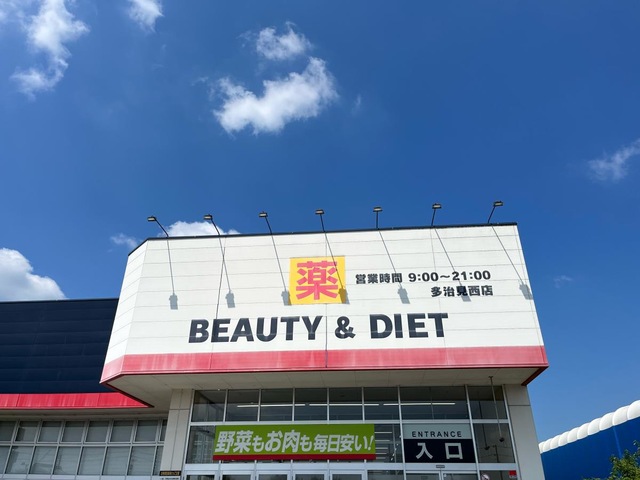 薬
営業時間 9:00～21:00
多治見西店
BEAUTY & DIET
野菜もお肉も毎日安い!
ENTRANCE
入口